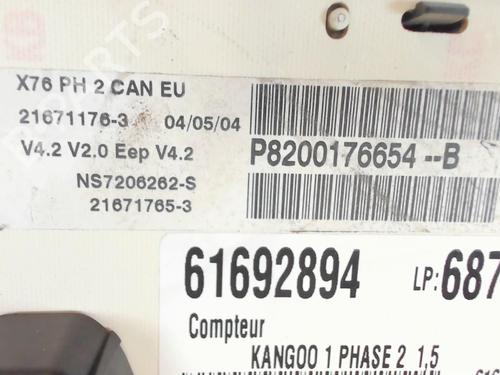 X76 PH 2 CAN EU
21671176-3 04/05/04
V4.2 V2.0 Eep V4.2
P8200176654 --B
NS7206262-S
21671765-3
61692894 LP: 687
Compteur
KANGOO 1 PHASE 2 1,5